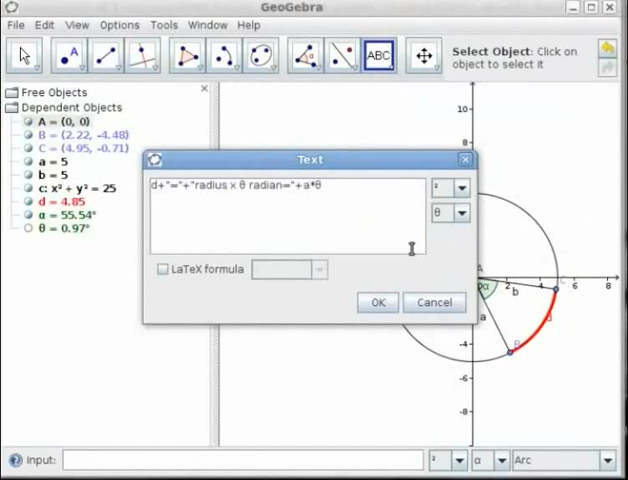 GeoGebra
File Edit View Options Tools Window Help
ABC
Select Object: Click on
object to select it
Free Objects
Dependent Objects
A = (0, 0)
B = (2.22, -4.48)
C = (4.95, -0.71)
a = 5
b = 5
c: x² + y² = 25
d = 4.85
α = 55.54°
θ = 0.97°
Text
d+"="+"radius x θ radian="+a*θ
²
θ
LaTeX formula
OK Cancel
10
8
A
C
α
2 4 6 8
b
a
d
B
-4
-6
-8
Input:
²
α
Arc